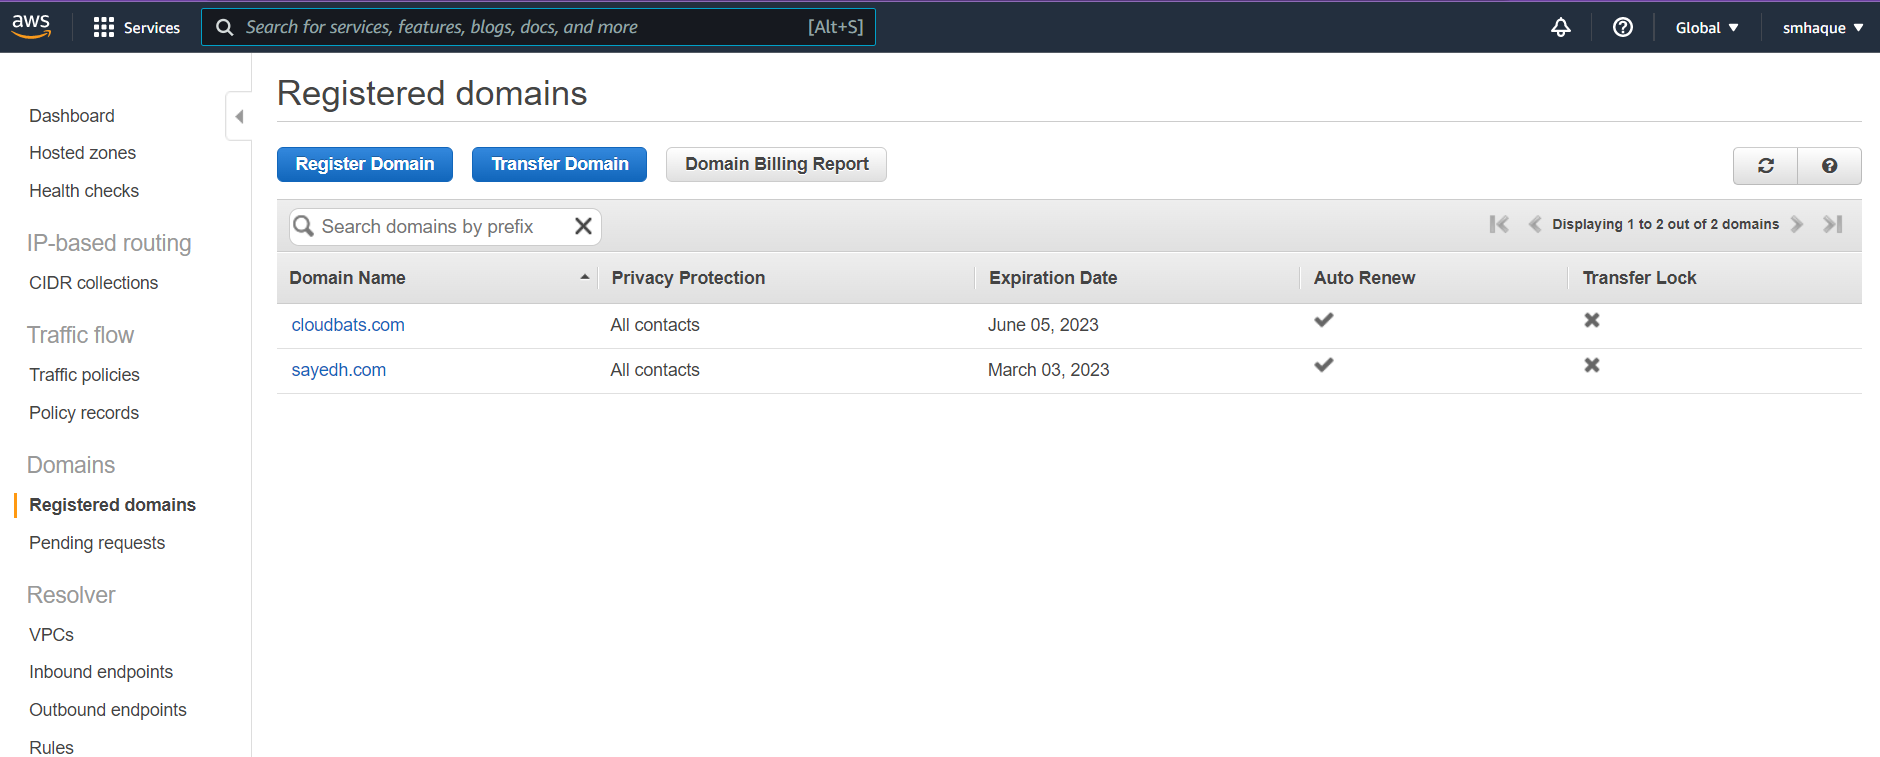 aws
Services
Search for services, features, blogs, docs, and more
[Alt+S]
Global
smhaque
Dashboard
Hosted zones
Health checks
IP-based routing
CIDR collections
Traffic flow
Traffic policies
Policy records
Domains
Registered domains
Pending requests
Resolver
VPCs
Inbound endpoints
Outbound endpoints
Rules
Registered domains
Register Domain
Transfer Domain
Domain Billing Report
Search domains by prefix
Displaying 1 to 2 out of 2 domains
Domain Name Privacy Protection Expiration Date Auto Renew Transfer Lock
cloudbats.com All contacts June 05, 2023
sayedh.com All contacts March 03, 2023